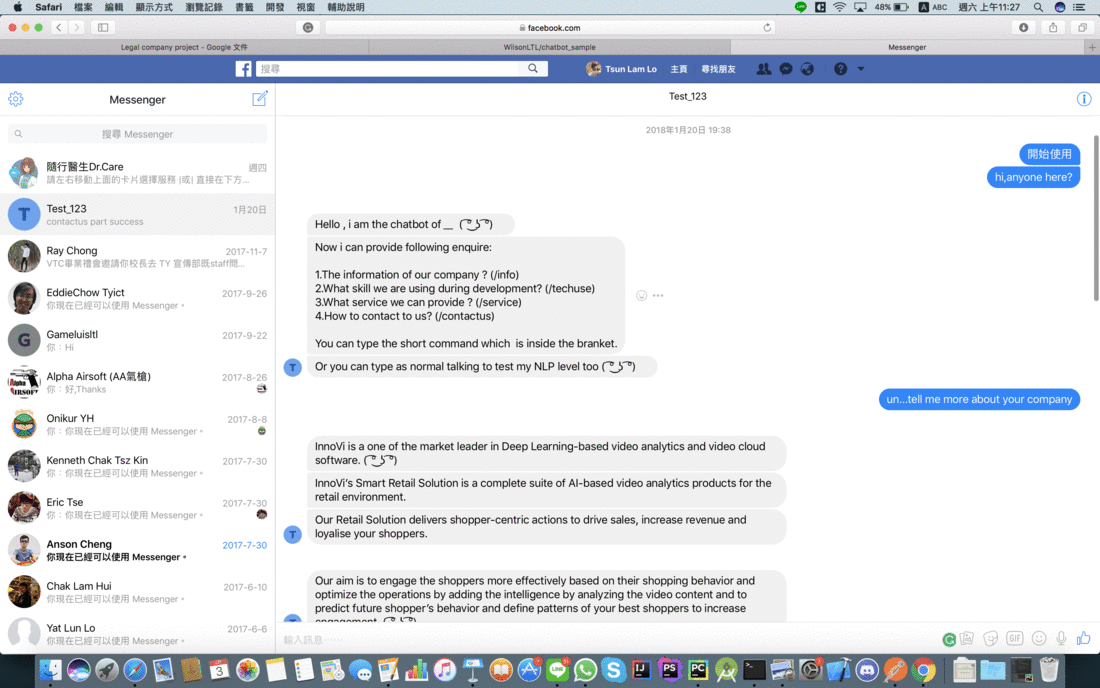 Safari 檔案 編輯 顯示方式 瀏覽記錄 書籤 開發 視窗 輔助說明 48% ABC 週六 上午11:27
facebook.com
Legal company project - Google 文件 WilsonLTL/chatbot_sample Messenger
搜尋 Tsun Lam Lo 主頁 尋找朋友
Messenger
搜尋 Messenger
隨行醫生Dr.Care 週四
請左右移動上面的卡片選擇服務 |或| 直接在下方...
Test_123 1月20日
contactus part success
Ray Chong 2017-11-7
VTC畢業禮會邀請你校長去 TY 宣傳部既staff問...
EddieChow Tyict 2017-9-26
你現在已經可以使用 Messenger。
Gameluisltl 2017-9-22
你：Hi
Alpha Airsoft (AA氣槍) 2017-8-26
你：好,Thanks
Onikur YH 2017-8-8
你：你現在已經可以使用 Messenger。
Kenneth Chak Tsz Kin 2017-7-30
你：你現在已經可以使用 Messenger。
Eric Tse 2017-7-30
你：你現在已經可以使用 Messenger。
Anson Cheng 2017-7-30
你現在已經可以使用 Messenger。
Chak Lam Hui 2017-6-10
你現在已經可以使用 Messenger。
Yat Lun Lo 2017-6-6
你現在已經可以使用 Messenger。
Test_123
2018年1月20日 19:38
開始使用
hi,anyone here?
Hello , i am the chatbot of __ ( ͡° ͜ʖ ͡°)
Now i can provide following enquire:
1.The information of our company ? (/info)
2.What skill we are using during development? (/techuse)
3.What service we can provide ? (/service)
4.How to contact to us? (/contactus)
You can type the short command which is inside the branket.
Or you can type as normal talking to test my NLP level too ( ͡° ͜ʖ ͡°)
un...tell me more about your company
InnoVi is a one of the market leader in Deep Learning-based video analytics and video cloud
software. ( ͡° ͜ʖ ͡°)
InnoVi's Smart Retail Solution is a complete suite of AI-based video analytics products for the
retail environment.
Our Retail Solution delivers shopper-centric actions to drive sales, increase revenue and
loyalise your shoppers.
Our aim is to engage the shoppers more effectively based on their shopping behavior and
optimize the operations by adding the intelligence by analyzing the video content and to
predict future shopper's behavior and define patterns of your best shoppers to increase
engagement. ( ͡° ͜ʖ ͡°)
輸入訊息......
GIF